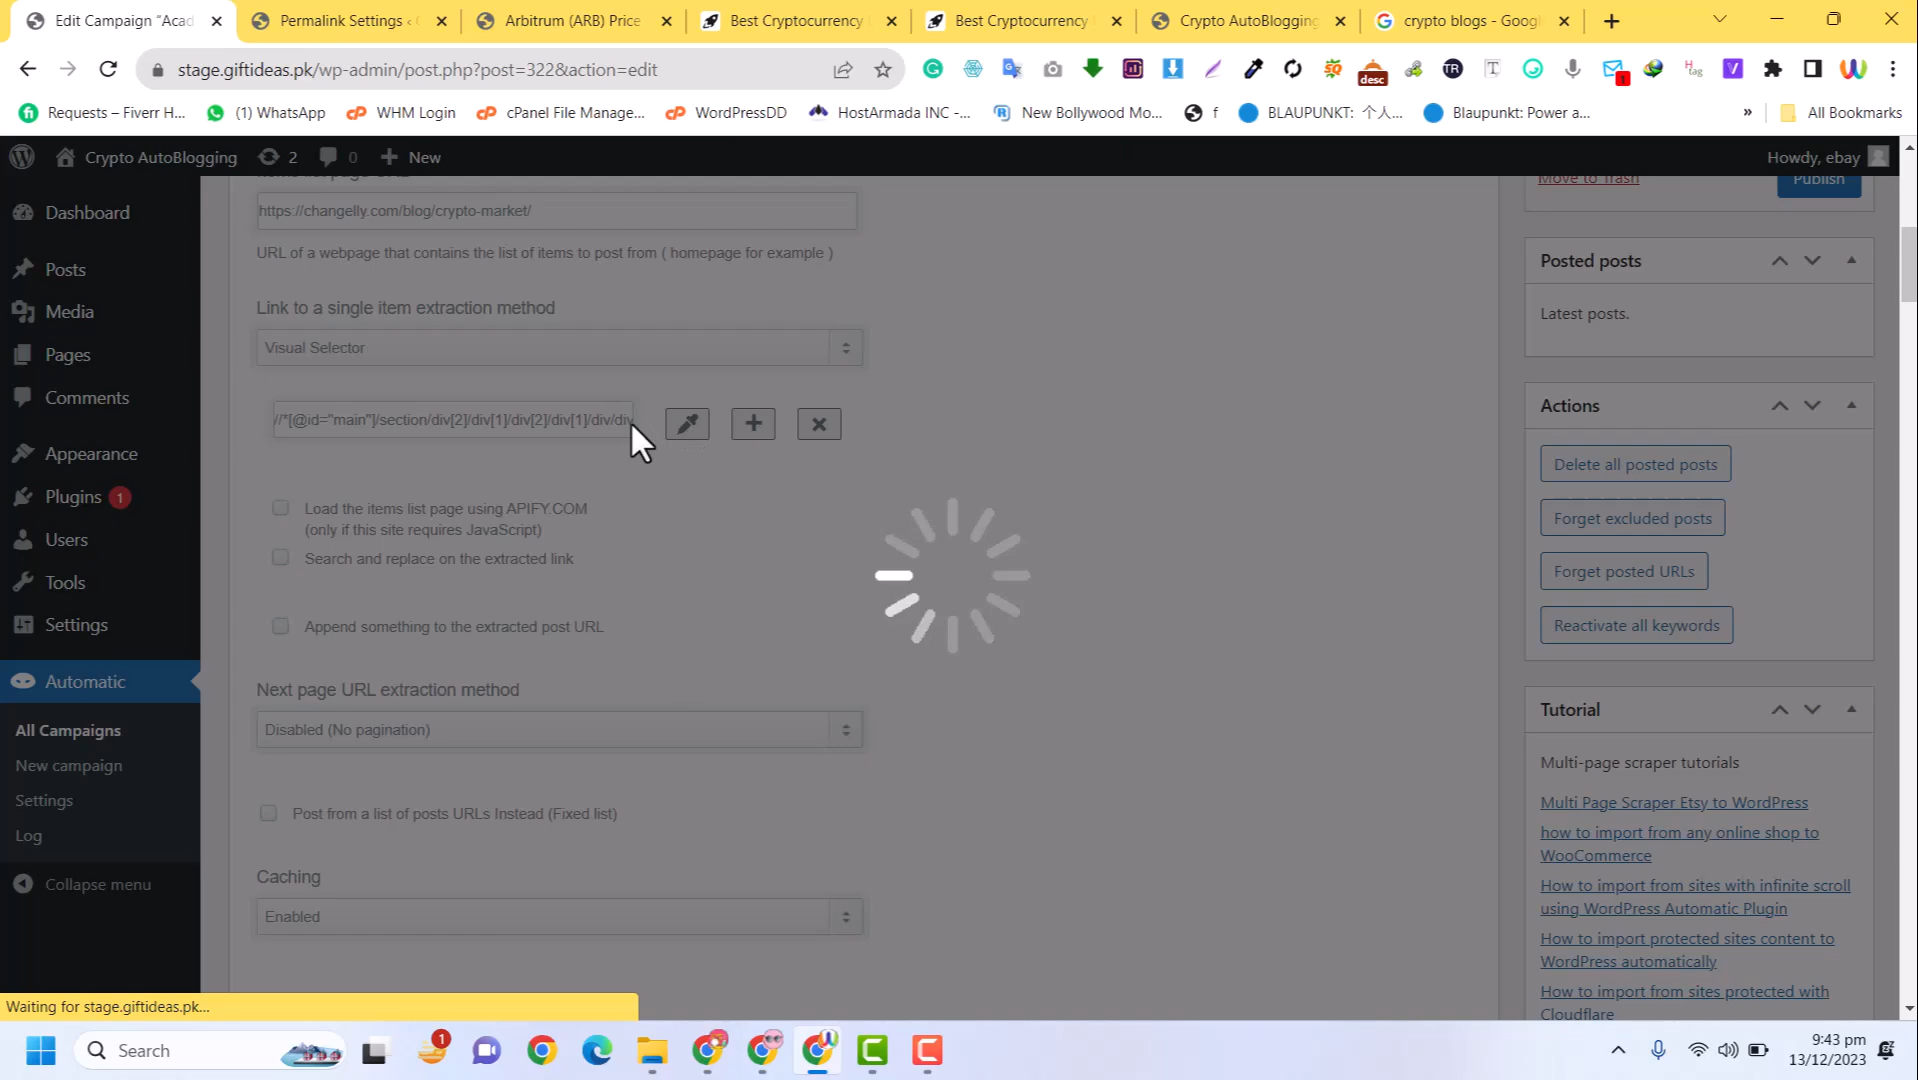 Edit Campaign "Acad
Permalink Settings ‹
Arbitrum (ARB) Price
Best Cryptocurrency
Best Cryptocurrency
Crypto AutoBlogging
crypto blogs - Goog
stage.giftideas.pk/wp-admin/post.php?post=322&action=edit
Requests – Fiverr H...
(1) WhatsApp
WHM Login
cPanel File Manage...
WordPressDD
HostArmada INC -...
New Bollywood Mo...
f
BLAUPUNKT: 个人...
Blaupunkt: Power a...
»
All Bookmarks
Crypto AutoBlogging
2
0
New
Howdy, ebay
Dashboard
Posts
Media
Pages
Comments
Appearance
Plugins 1
Users
Tools
Settings
Automatic
All Campaigns
New campaign
Settings
Log
Collapse menu
https://changelly.com/blog/crypto-market/
URL of a webpage that contains the list of items to post from ( homepage for example )
Link to a single item extraction method
Visual Selector
//*[@id="main"]/section/div[2]/div[1]/div[2]/div[1]/div/div
Load the items list page using APIFY.COM
(only if this site requires JavaScript)
Search and replace on the extracted link
Append something to the extracted post URL
Next page URL extraction method
Disabled (No pagination)
Post from a list of posts URLs Instead (Fixed list)
Caching
Enabled
Move to Trash
Publish
Posted posts
Latest posts.
Actions
Delete all posted posts
Forget excluded posts
Forget posted URLs
Reactivate all keywords
Tutorial
Multi-page scraper tutorials
Multi Page Scraper Etsy to WordPress
how to import from any online shop to
WooCommerce
How to import from sites with infinite scroll
using WordPress Automatic Plugin
How to import protected sites content to
WordPress automatically
How to import from sites protected with
Cloudflare
Waiting for stage.giftideas.pk...
Search
1
9:43 pm
13/12/2023